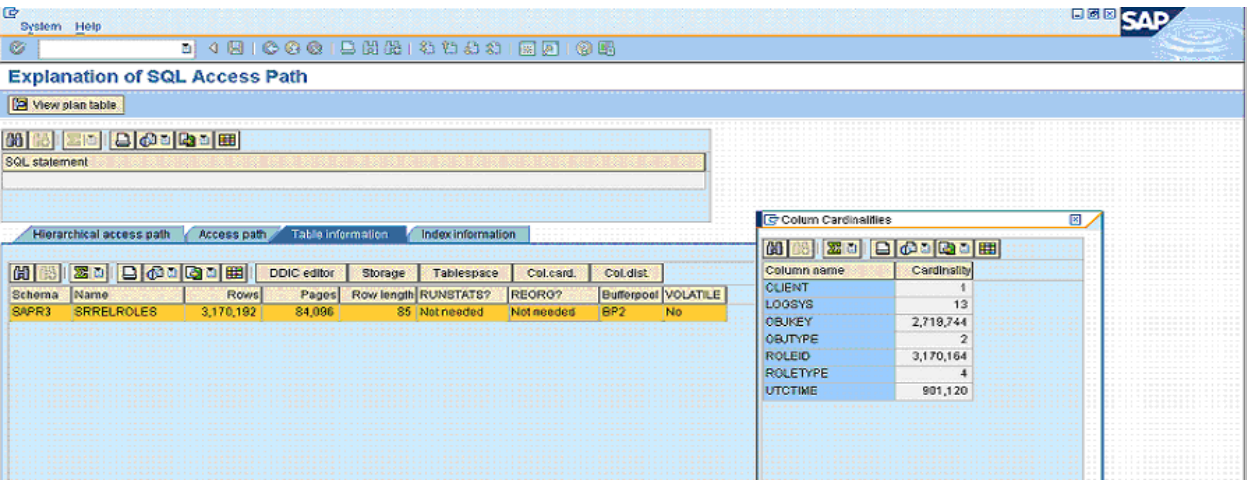 System Help
SAP
Explanation of SQL Access Path
View plan table
SQL statement
Hierarchical access path Access path Table information Index information
DDIC editor Storage Tablespace Col.card. Col.dist.
Schema Name Rows Pages Row length RUNSTATS? REORG? Bufferpool VOLATILE
SAPR3 SRRELROLES 3,170,192 84,096 85 Not needed Not needed BP2 No
Colum Cardinalities
Column name Cardinality
CLIENT 1
LOGSYS 13
OBJKEY 2,719,744
OBJTYPE 2
ROLEID 3,170,164
ROLETYPE 4
UTCTIME 901,120